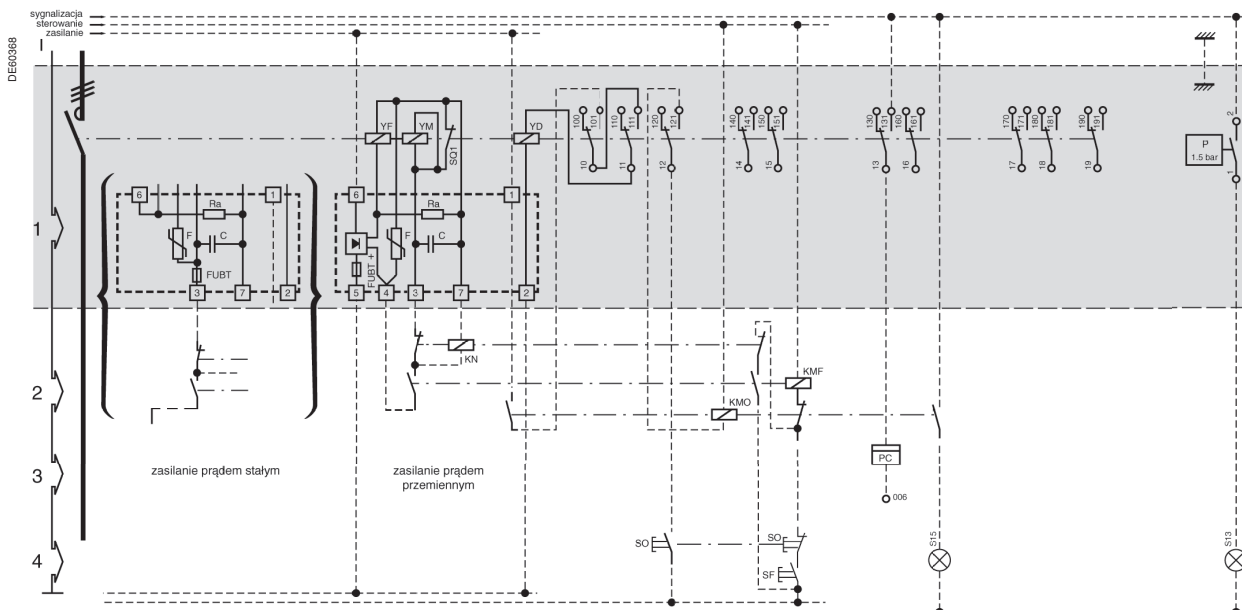 sygnalizacja
sterowanie
zasilanie
DE60368
I
YF
YM
SQ1
YD
100
101
110
111
120
121
140
141
150
151
130
131
160
161
170
171
180
181
190
191
10
11
12
14
15
13
16
17
18
19
P
1.5 bar
2
1
1
6
1
Ra
F
C
FUBT
3
7
2
6
1
Ra
F
C
FUBT +
5
4
3
7
2
2
KN
KMF
KMO
3
zasilanie prądem stałym
zasilanie prądem
przemiennym
PC
006
4
SO
SO
SF
S15
S13